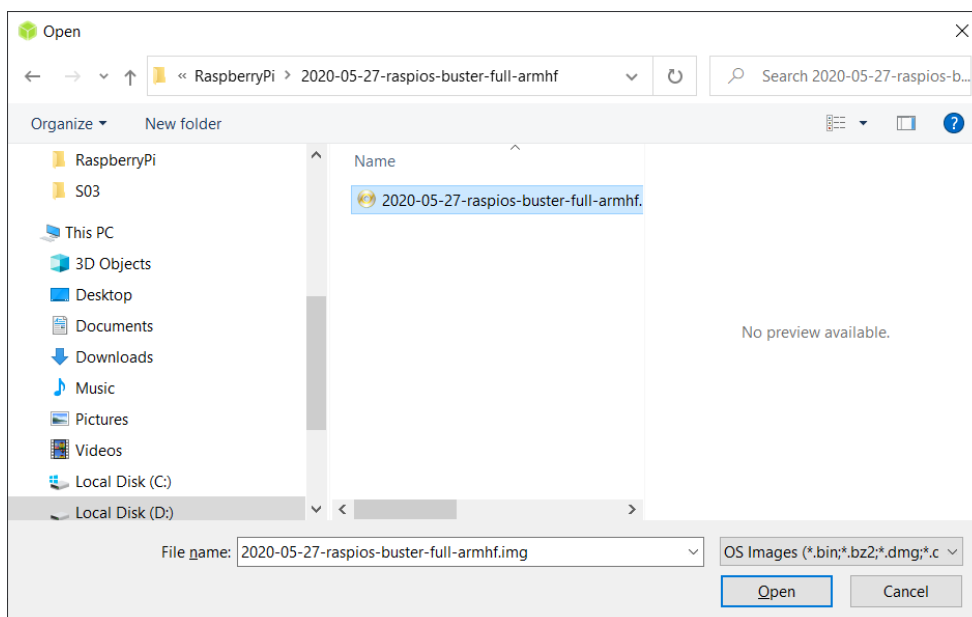 Open
« RaspberryPi > 2020-05-27-raspios-buster-full-armhf
Search 2020-05-27-raspios-b...
Organize
New folder
?
RaspberryPi
S03
This PC
3D Objects
Desktop
Documents
Downloads
Music
Pictures
Videos
Local Disk (C:)
Local Disk (D:)
Name
2020-05-27-raspios-buster-full-armhf.
No preview available.
File name: 2020-05-27-raspios-buster-full-armhf.img
OS Images (*.bin;*.bz2;*.dmg;*.c
Open
Cancel